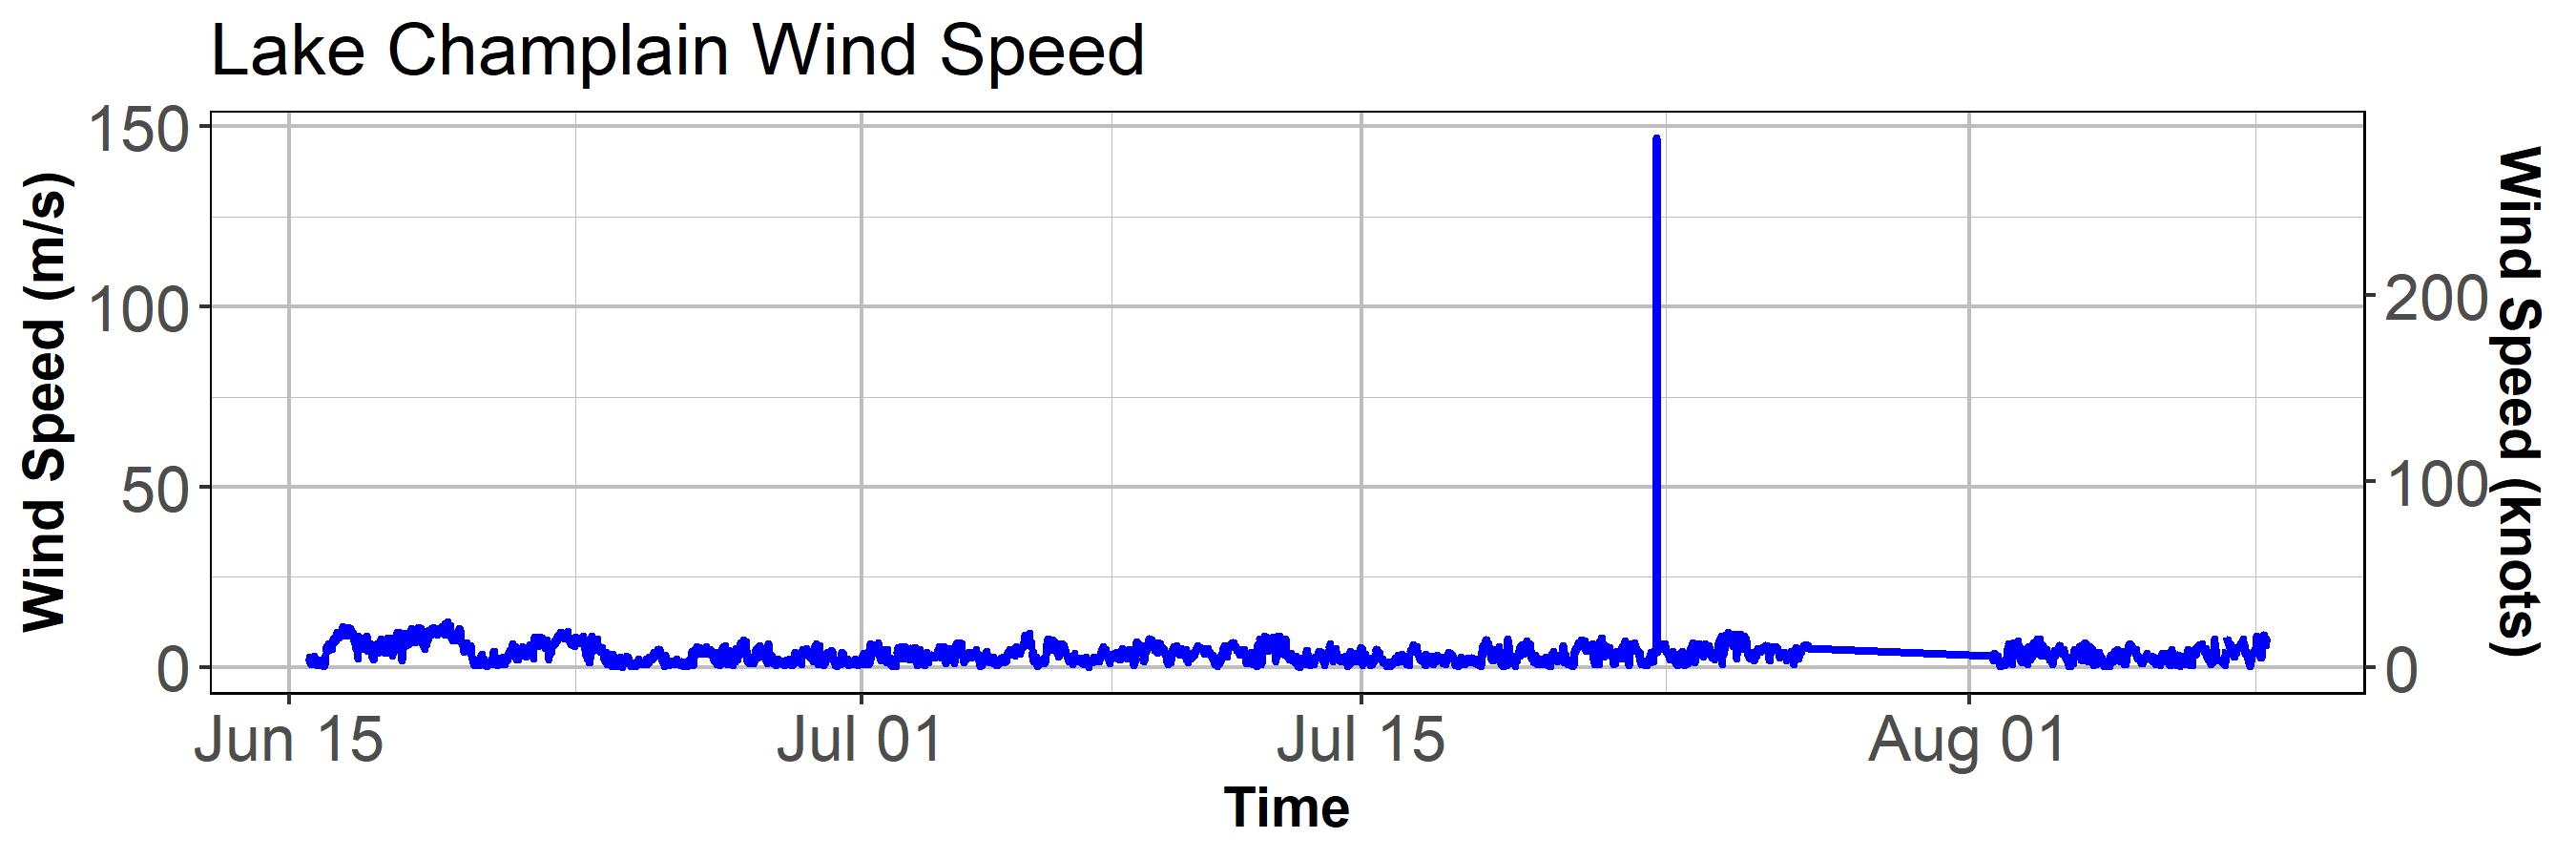 Lake Champlain Wind Speed
Wind Speed (m/s)
150
100
50
0
200
100
0
Wind Speed (knots)
Jun 15
Jul 01
Jul 15
Aug 01
Time